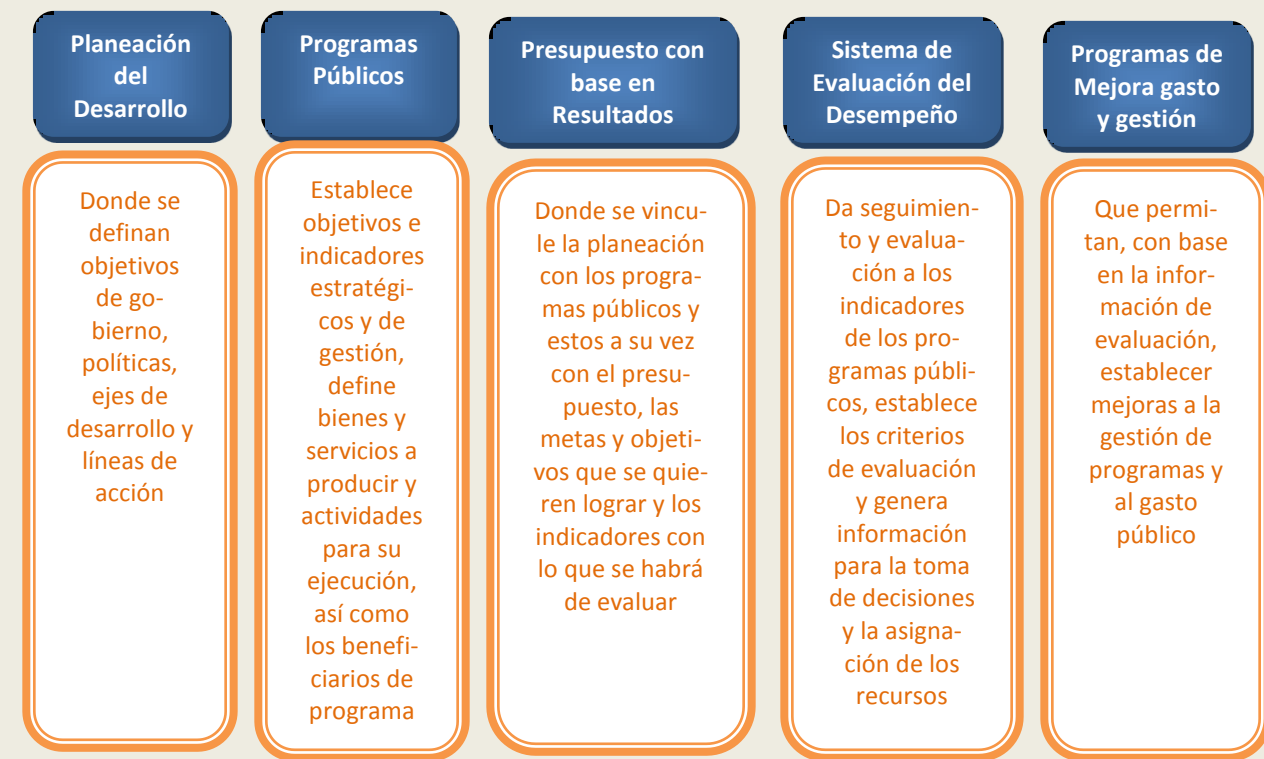 Planeación
del
Desarrollo
Donde se
definan
objetivos
de go-
bierno,
políticas,
ejes de
desarrollo y
líneas de
acción
Programas
Públicos
Establece
objetivos e
indicadores
estratégi-
cos y de
gestión,
define
bienes y
servicios a
producir y
actividades
para su
ejecución,
así como
los benefi-
ciarios de
programa
Presupuesto con
base en
Resultados
Donde se vincu-
le la planeación
con los progra-
mas públicos y
estos a su vez
con el presu-
puesto, las
metas y objeti-
vos que se quie-
ren lograr y los
indicadores con
lo que se habrá
de evaluar
Sistema de
Evaluación del
Desempeño
Da seguimien-
to y evalua-
ción a los
indicadores
de los pro-
gramas públi-
cos, establece
los criterios
de evaluación
y genera
información
para la toma
de decisiones
y la asigna-
ción de los
recursos
Programas de
Mejora gasto
y gestión
Que permi-
tan, con base
en la infor-
mación de
evaluación,
establecer
mejoras a la
gestión de
programas y
al gasto
público